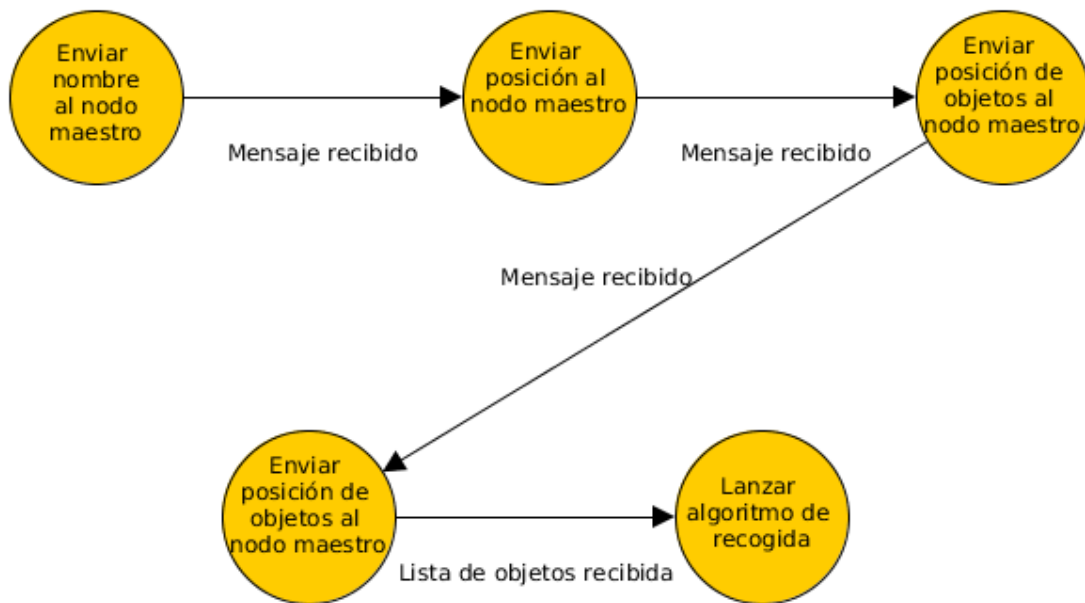 Enviar
nombre
al nodo
maestro
Mensaje recibido
Enviar
posición al
nodo maestro
Mensaje recibido
Enviar
posición de
objetos al
nodo maestro
Mensaje recibido
Enviar
posición de
objetos al
nodo maestro
Lista de objetos recibida
Lanzar
algoritmo de
recogida